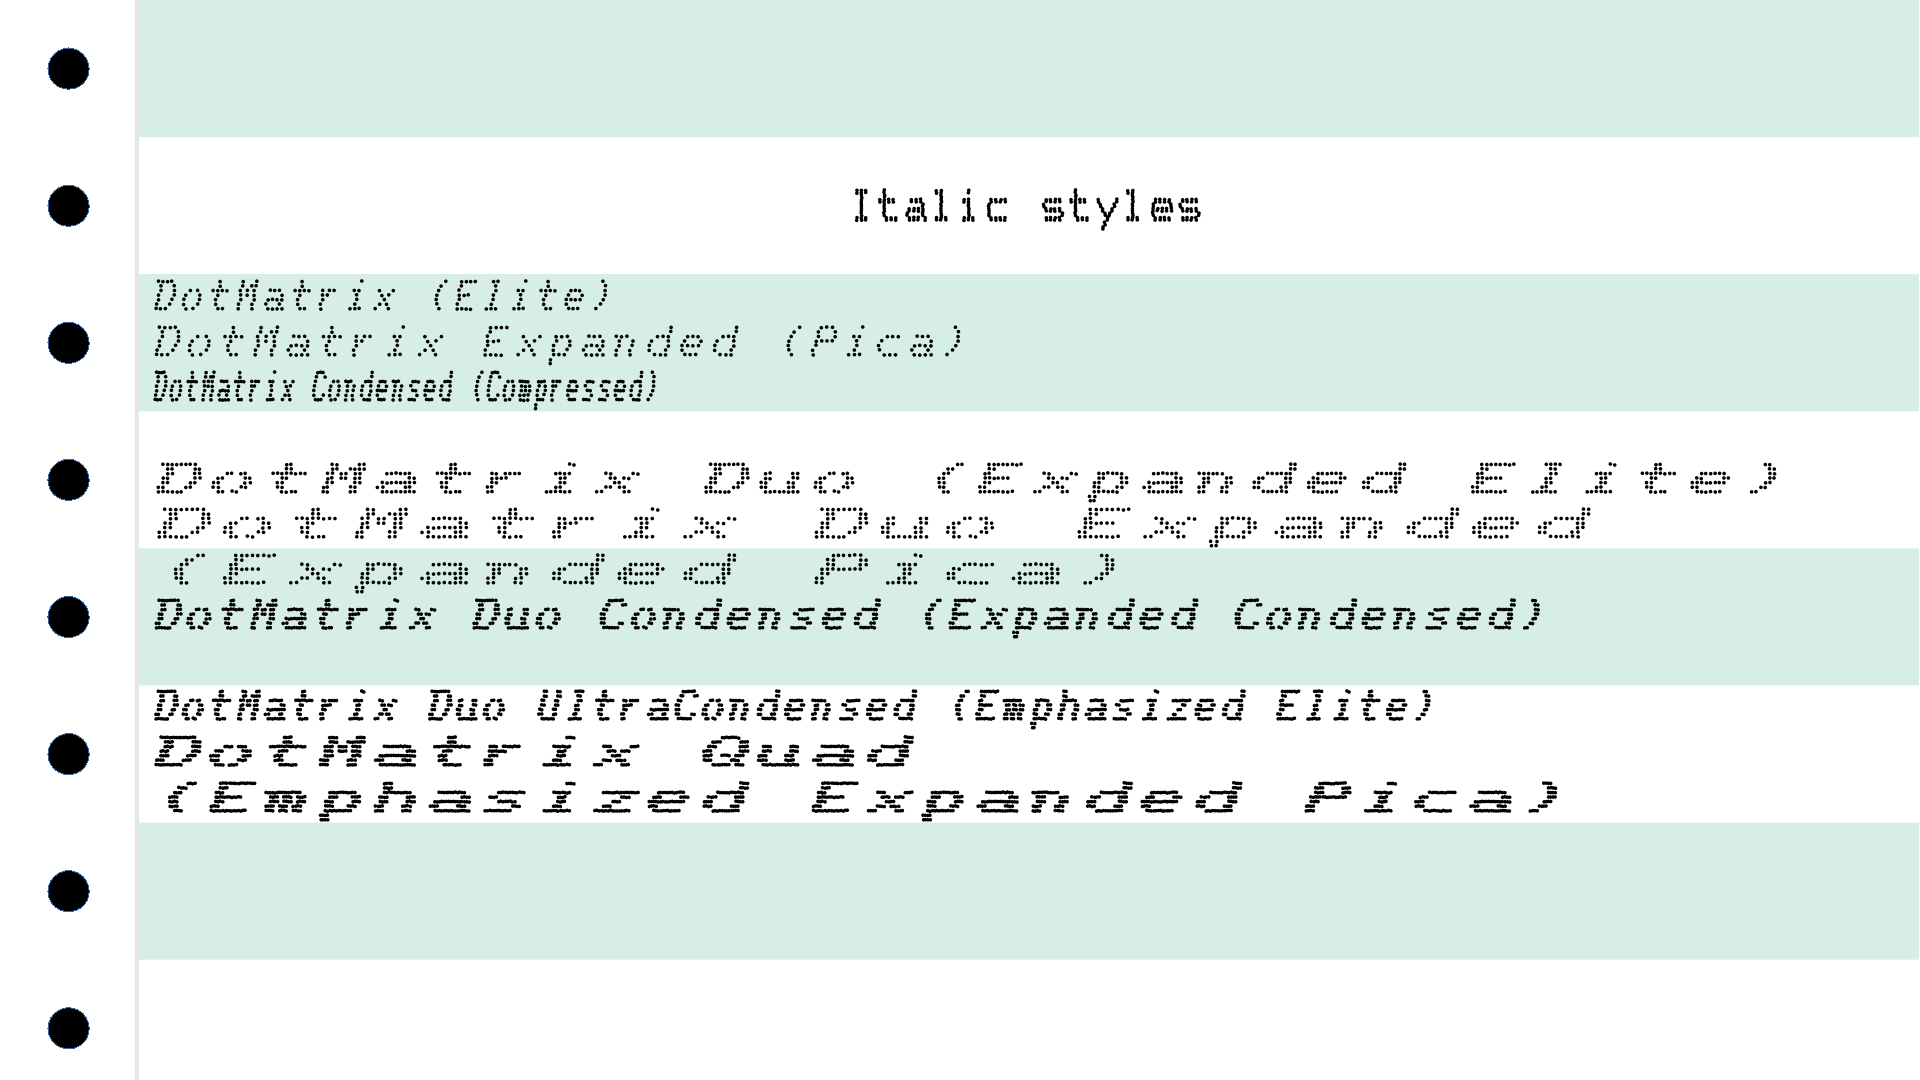 Italic styles
DotMatrix (Elite)
DotMatrix Expanded (Pica)
DotMatrix Condensed (Compressed)
DotMatrix Duo (Expanded Elite)
DotMatrix Duo Expanded
(Expanded Pica)
DotMatrix Duo Condensed (Expanded Condensed)
DotMatrix Duo UltraCondensed (Emphasized Elite)
DotMatrix Quad
(Emphasized Expanded Pica)